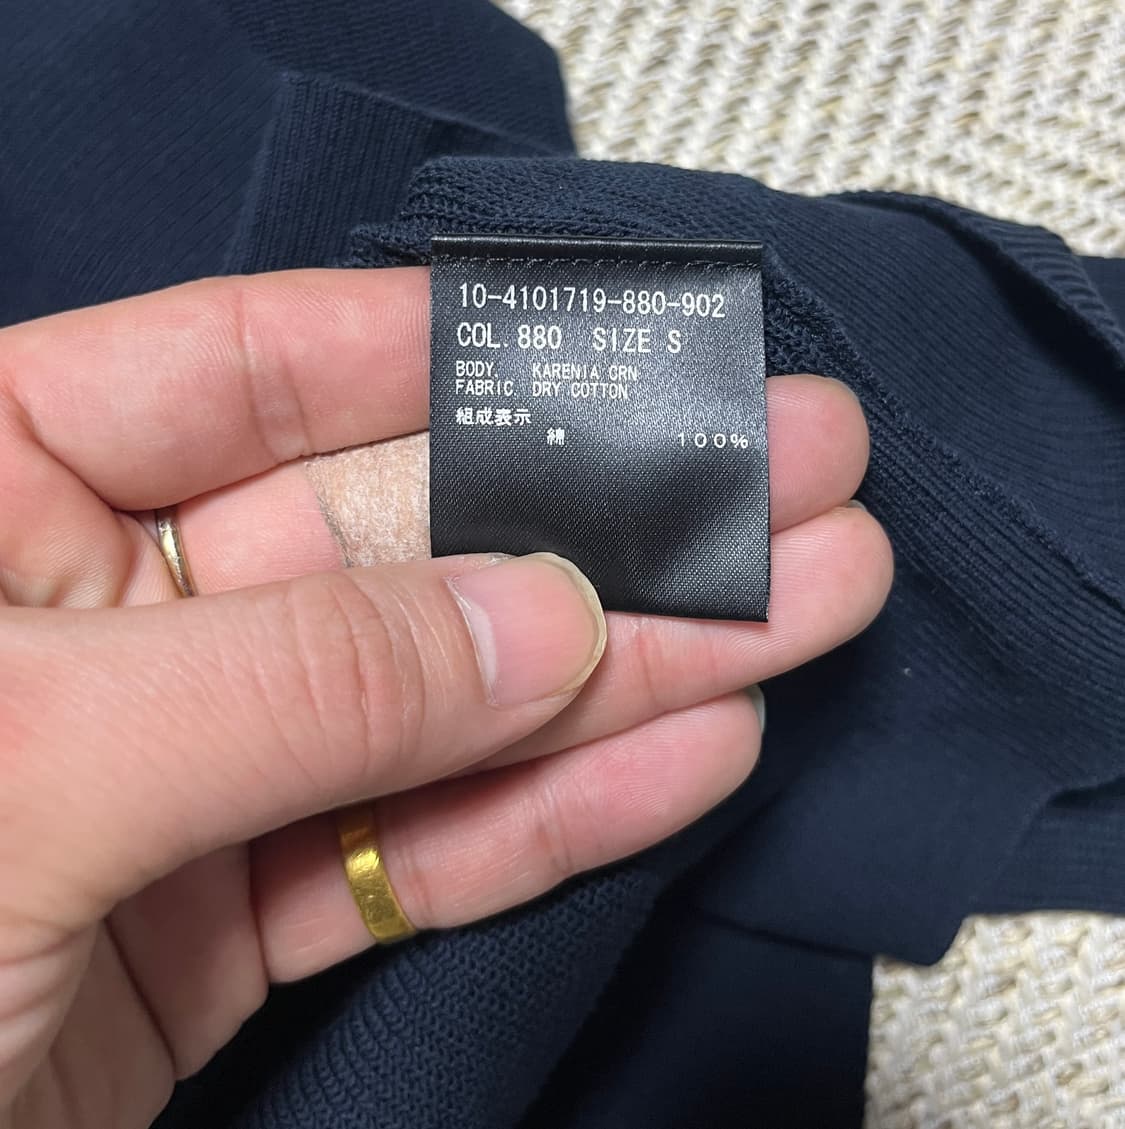 10-4101719-880-902
COL. 880 SIZE S
BODY KARENIA CRN
FABRIC DRY COTTON
組成表示
綿 100%